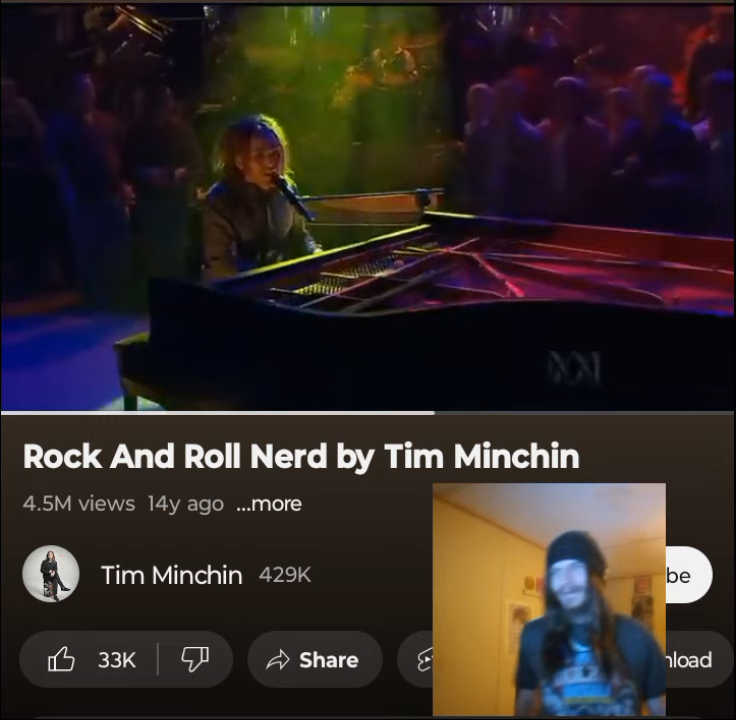 Rock And Roll Nerd by Tim Minchin
4.5M views 14y ago ...more
Tim Minchin 429K
be
33K
Share
nload